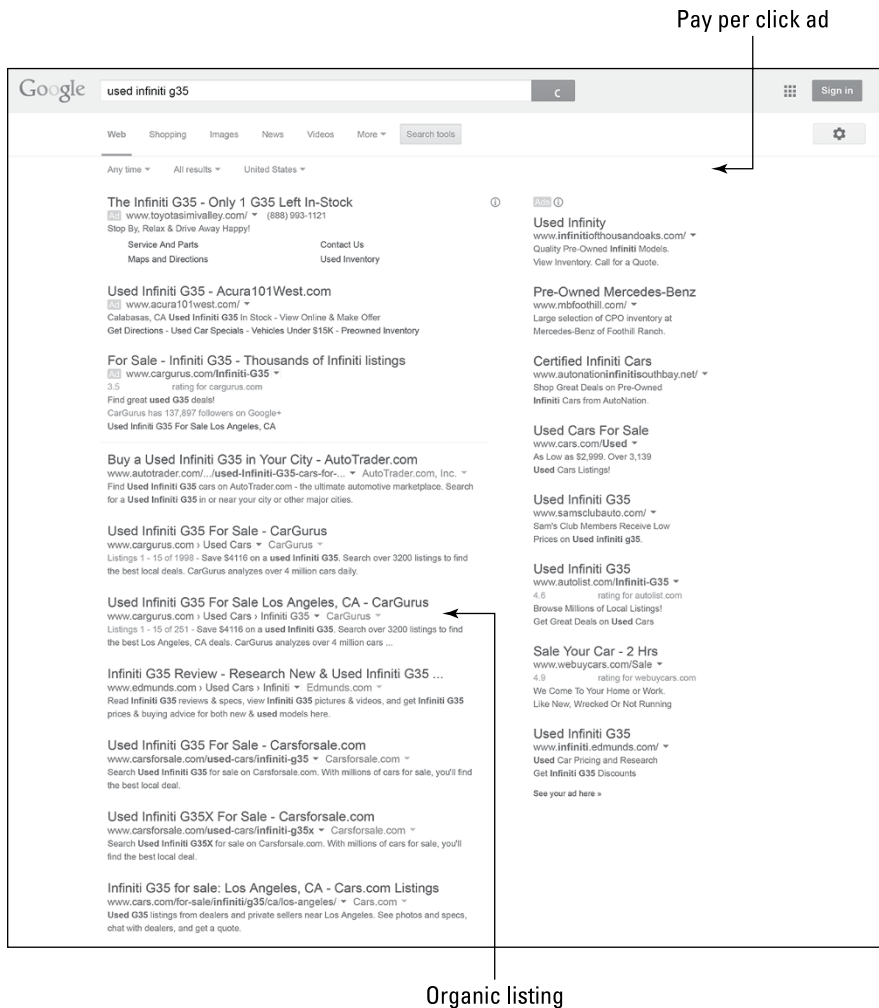 Pay per click ad
Google
used infiniti g35
Sign in
Web Shopping Images News Videos More Search tools
Any time All results United States
The Infiniti G35 - Only 1 G35 Left In-Stock
Ad www.toyotasimivalley.com/ (888) 993-1121
Stop By, Relax & Drive Away Happy!
Service And Parts Contact Us
Maps and Directions Used Inventory
Used Infiniti G35 - Acura101West.com
Ad www.acura101west.com/
Calabasas, CA Used Infiniti G35 In Stock - View Online & Make Offer
Get Directions - Used Car Specials - Vehicles Under $15K - Preowned Inventory
For Sale - Infiniti G35 - Thousands of Infiniti listings
Ad www.cargurus.com/Infiniti-G35
3.5 rating for cargurus.com
Find great used G35 deals!
CarGurus has 137,897 followers on Google+
Used Infiniti G35 For Sale Los Angeles, CA
Buy a Used Infiniti G35 in Your City - AutoTrader.com
www.autotrader.com/.../used-Infiniti-G35-cars-for-... AutoTrader.com, Inc.
Find Used Infiniti G35 cars on AutoTrader.com - the ultimate automotive marketplace. Search
for a Used Infiniti G35 in or near your city or other major cities.
Used Infiniti G35 For Sale - CarGurus
www.cargurus.com › Used Cars CarGurus
Listings 1 - 15 of 1998 - Save $4116 on a used Infiniti G35. Search over 3200 listings to find
the best local deals. CarGurus analyzes over 4 million cars daily.
Used Infiniti G35 For Sale Los Angeles, CA - CarGurus
www.cargurus.com › Used Cars › Infiniti G35 CarGurus
Listings 1 - 15 of 251 - Save $4116 on a used Infiniti G35. Search over 3200 listings to find
the best Los Angeles, CA deals. CarGurus analyzes over 4 million cars ...
Infiniti G35 Review - Research New & Used Infiniti G35 ...
www.edmunds.com › Used Cars › Infiniti Edmunds.com
Read Infiniti G35 reviews & specs, view Infiniti G35 pictures & videos, and get Infiniti G35
prices & buying advice for both new & used models here.
Used Infiniti G35 For Sale - Carsforsale.com
www.carsforsale.com/used-cars/infiniti-g35 Carsforsale.com
Search Used Infiniti G35 for sale on Carsforsale.com. With millions of cars for sale, you'll find
the best local deal.
Used Infiniti G35X For Sale - Carsforsale.com
www.carsforsale.com/used-cars/infiniti-g35x Carsforsale.com
Search Used Infiniti G35X for sale on Carsforsale.com. With millions of cars for sale, you'll
find the best local deal.
Infiniti G35 for sale: Los Angeles, CA - Cars.com Listings
www.cars.com/for-sale/infiniti/g35/ca/los-angeles/ Cars.com
Used G35 listings from dealers and private sellers near Los Angeles. See photos and specs,
chat with dealers, and get a quote.
Ads
Used Infinity
www.infinitiofthousandoaks.com/
Quality Pre-Owned Infiniti Models.
View Inventory. Call for a Quote.
Pre-Owned Mercedes-Benz
www.mbfoothill.com/
Large selection of CPO inventory at
Mercedes-Benz of Foothill Ranch.
Certified Infiniti Cars
www.autonationinfinitisouthbay.net/
Shop Great Deals on Pre-Owned
Infiniti Cars from AutoNation.
Used Cars For Sale
www.cars.com/Used
As Low as $2,999. Over 3,139
Used Cars Listings!
Used Infiniti G35
www.samsclubauto.com/
Sam's Club Members Receive Low
Prices on Used infiniti g35.
Used Infiniti G35
www.autolist.com/Infiniti-G35
4.6 rating for autolist.com
Browse Millions of Local Listings!
Get Great Deals on Used Cars
Sale Your Car - 2 Hrs
www.webuycars.com/Sale
4.9 rating for webuycars.com
We Come To Your Home or Work.
Like New, Wrecked Or Not Running
Used Infiniti G35
www.infiniti.edmunds.com/
Used Car Pricing and Research
Get Infiniti G35 Discounts
See your ad here »
Organic listing